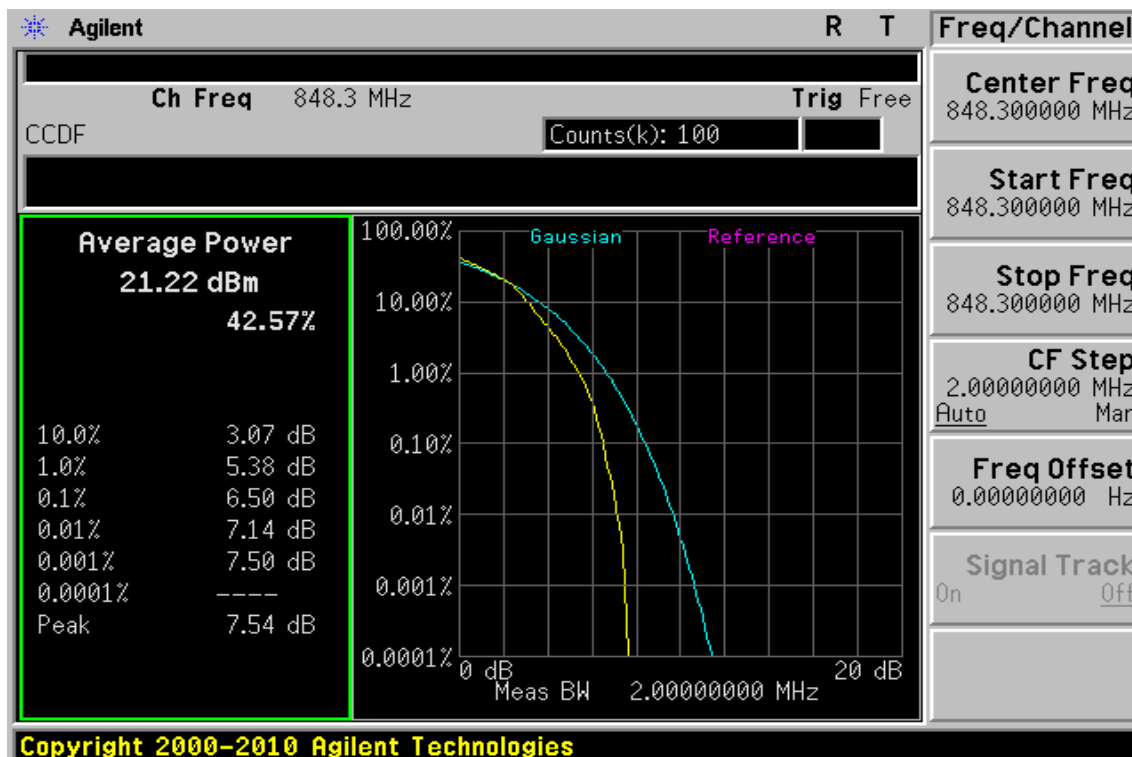 Agilent R T
Ch Freq 848.3 MHz Trig Free
CCDF Counts(k): 100
Average Power
21.22 dBm
42.57%
10.0% 3.07 dB
1.0% 5.38 dB
0.1% 6.50 dB
0.01% 7.14 dB
0.001% 7.50 dB
0.0001% ----
Peak 7.54 dB
Gaussian Reference
100.00%
10.00%
1.00%
0.10%
0.01%
0.001%
0.0001%
0 dB 20 dB
Meas BW 2.00000000 MHz
Freq/Channel
Center Freq
848.300000 MHz
Start Freq
848.300000 MHz
Stop Freq
848.300000 MHz
CF Step
2.00000000 MHz
Auto Man
Freq Offset
0.00000000 Hz
Signal Track
On Off
Copyright 2000-2010 Agilent Technologies